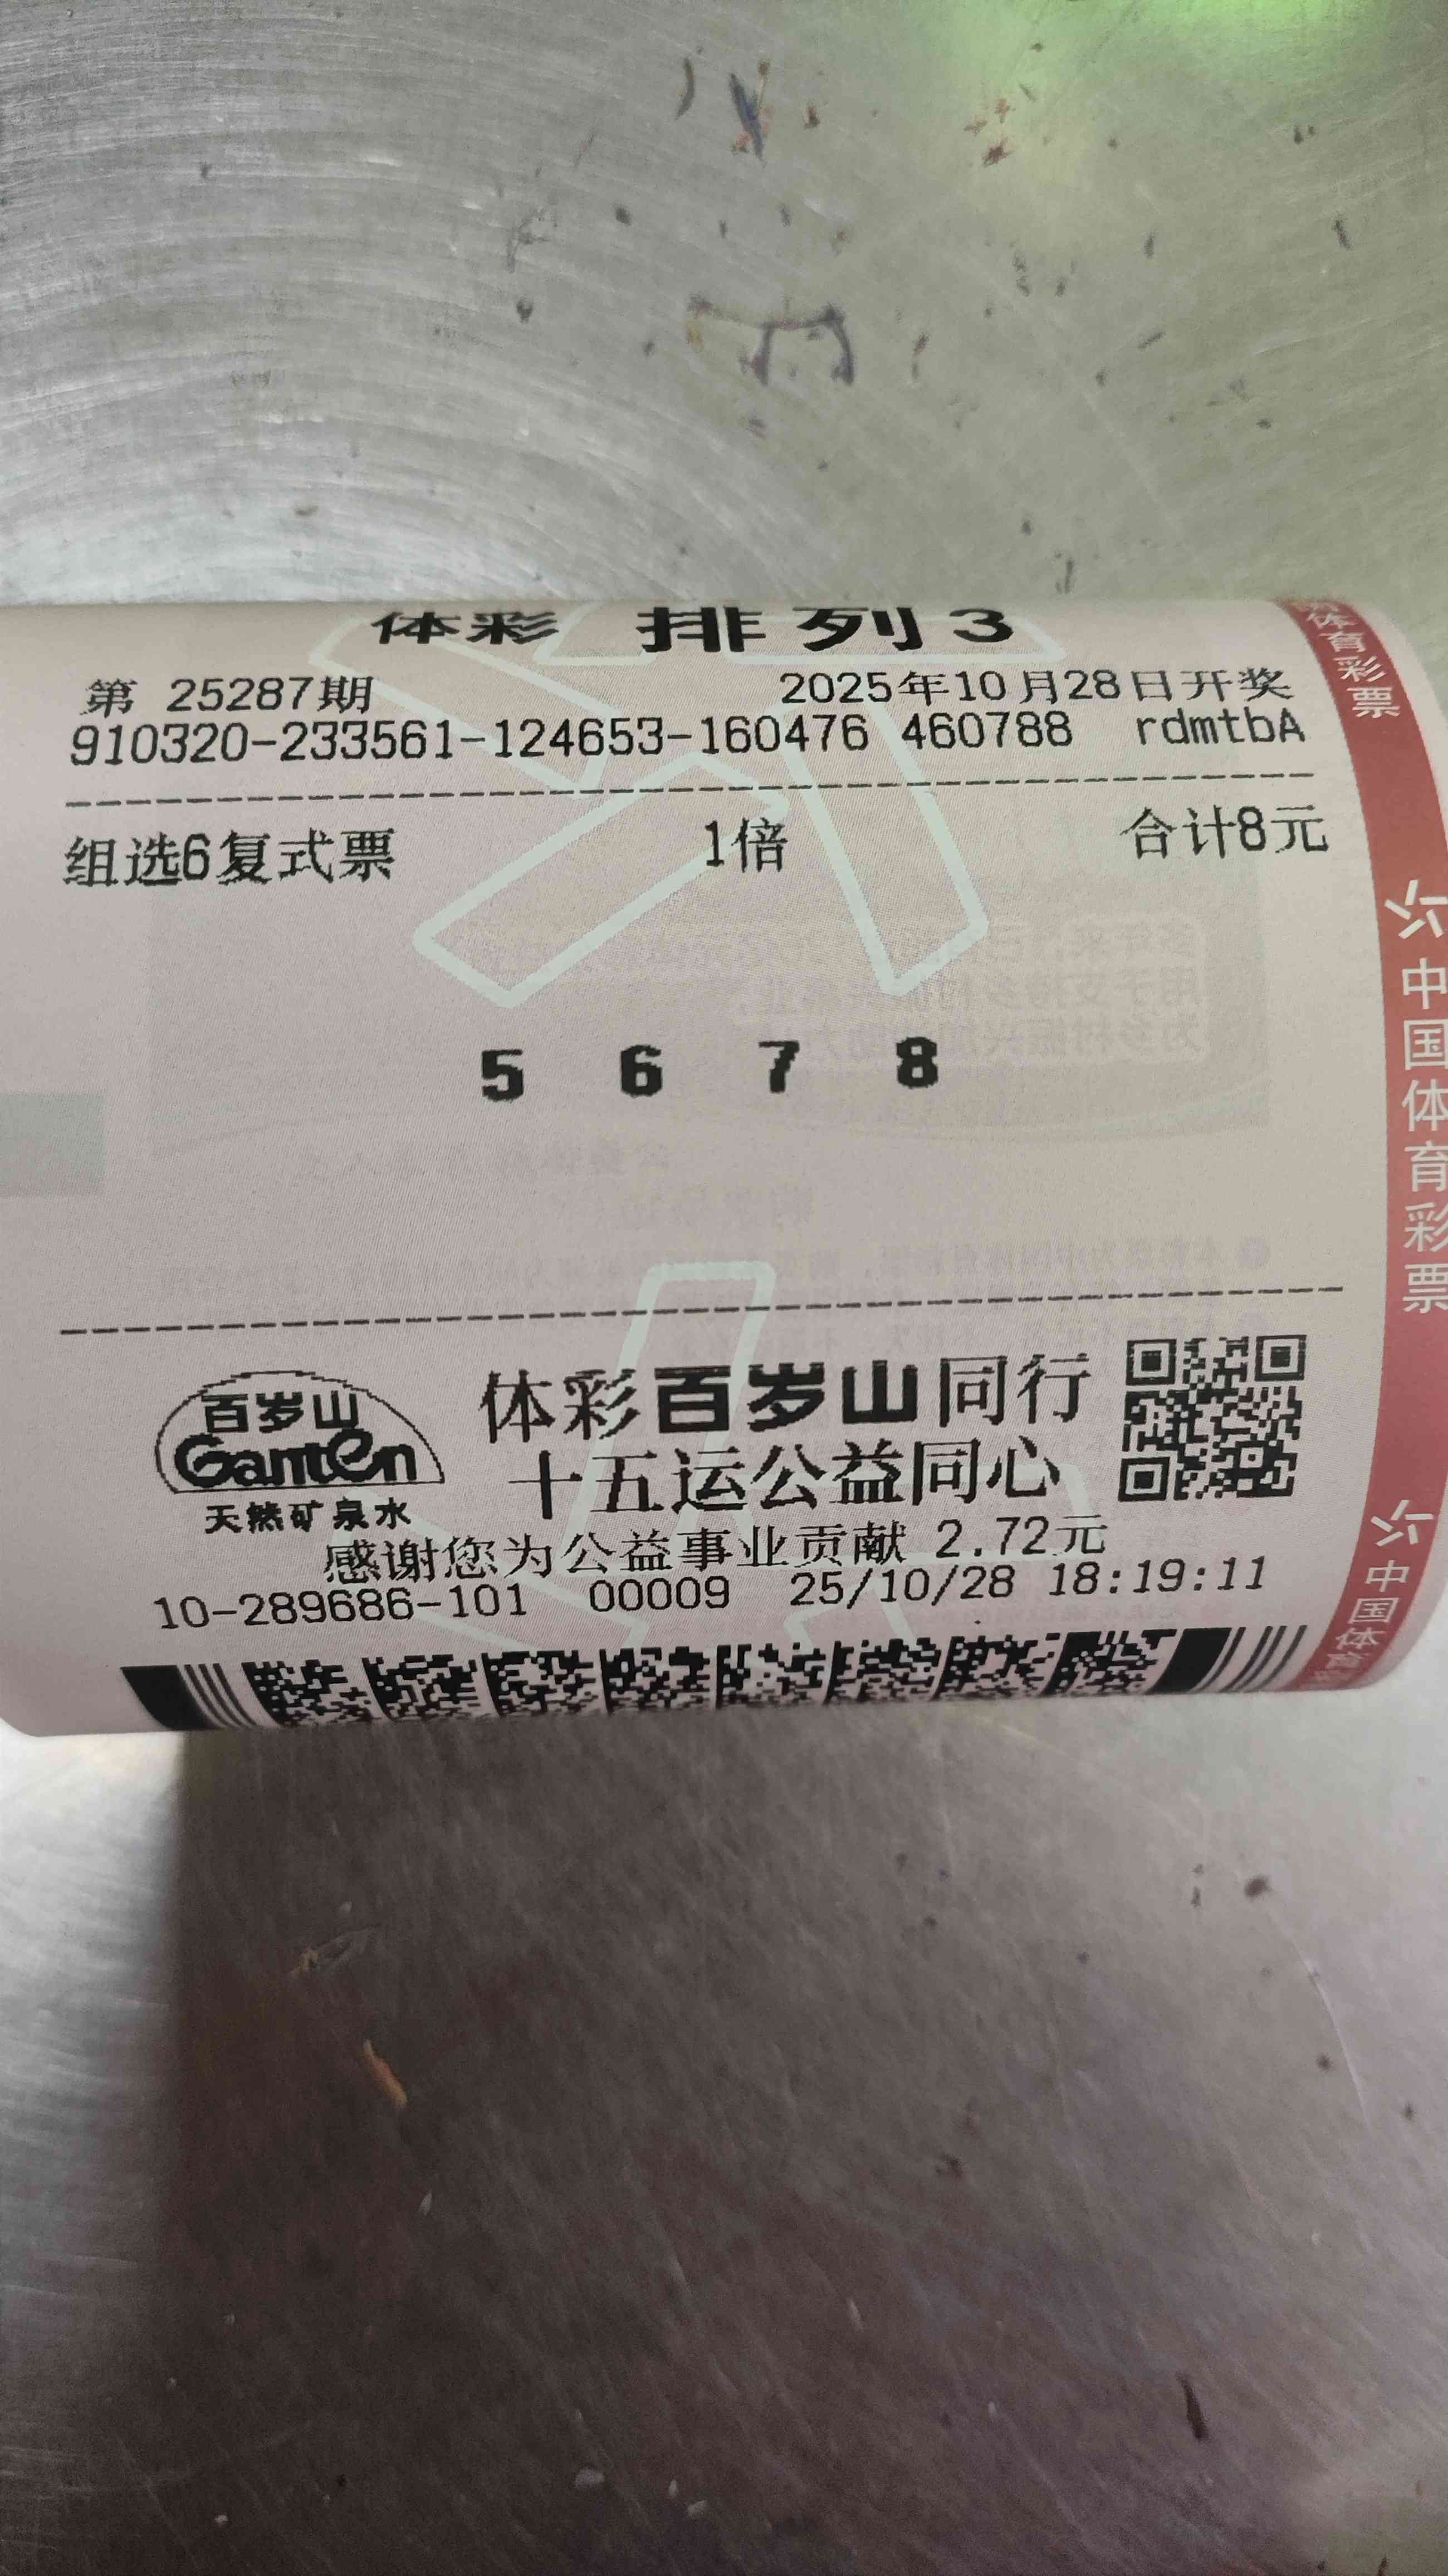 体彩 排列3
第 25287期 2025年10月28日开奖
910320-233561-124653-160476 460788 rdmtbA
组选6复式票 1倍 合计8元
5 6 7 8
百岁山
Ganten
天然矿泉水
体彩百岁山同行
十五运公益同心
感谢您为公益事业贡献 2.72元
10-289686-101 00009 25/10/28 18:19:11
体育彩票
中国体育彩票
中国体